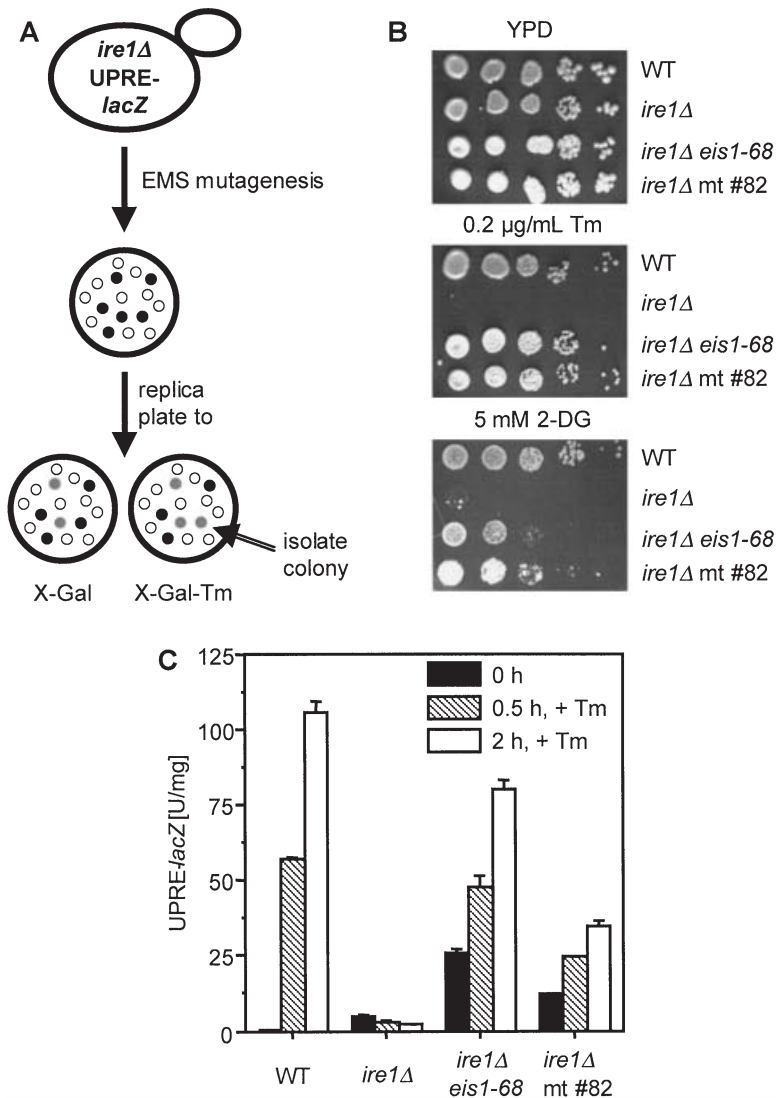 A
ire1Δ
UPRE-
lacZ
EMS mutagenesis
replica
plate to
isolate
colony
X-Gal
X-Gal-Tm
B
YPD
WT
ire1Δ
ire1Δ eis1-68
ire1Δ mt #82
0.2 µg/mL Tm
WT
ire1Δ
ire1Δ eis1-68
ire1Δ mt #82
5 mM 2-DG
WT
ire1Δ
ire1Δ eis1-68
ire1Δ mt #82
C
UPRE-lacZ [U/mg]
125
100
75
50
25
0
0 h
0.5 h, + Tm
2 h, + Tm
WT
ire1Δ
ire1Δ
eis1-68
ire1Δ
mt #82